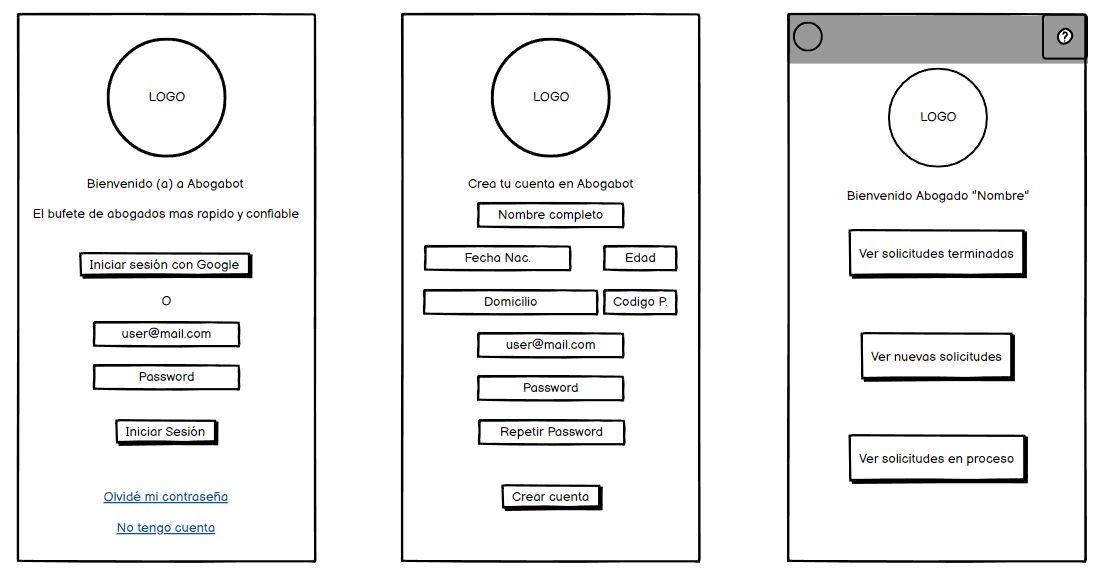 LOGO
Bienvenido (a) a Abogabot
El bufete de abogados mas rapido y confiable
Iniciar sesión con Google
O
user@mail.com
Password
Iniciar Sesión
Olvidé mi contraseña
No tengo cuenta
LOGO
Crea tu cuenta en Abogabot
Nombre completo
Fecha Nac.
Edad
Domicilio
Codigo P.
user@mail.com
Password
Repetir Password
Crear cuenta
?
LOGO
Bienvenido Abogado "Nombre"
Ver solicitudes terminadas
Ver nuevas solicitudes
Ver solicitudes en proceso